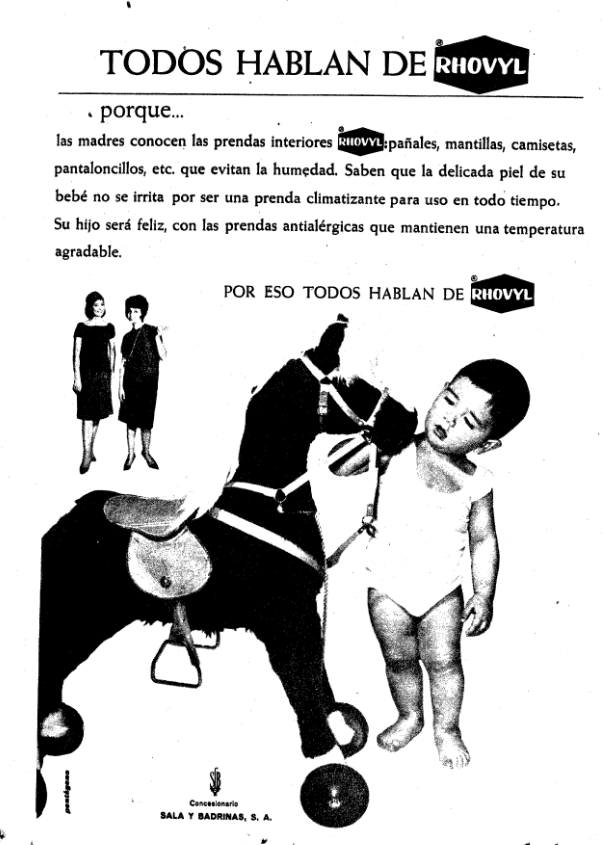 TODOS HABLAN DE RHOVYL®
porque...
las madres conocen las prendas interiores RHOVYL®: pañales, mantillas, camisetas,
pantaloncillos, etc. que evitan la humedad. Saben que la delicada piel de su
bebé no se irrita por ser una prenda climatizante para uso en todo tiempo.
Su hijo será feliz, con las prendas antialérgicas que mantienen una temperatura
agradable.
POR ESO TODOS HABLAN DE RHOVYL®
pentágono
SB
Concesionario
SALA Y BADRINAS, S. A.